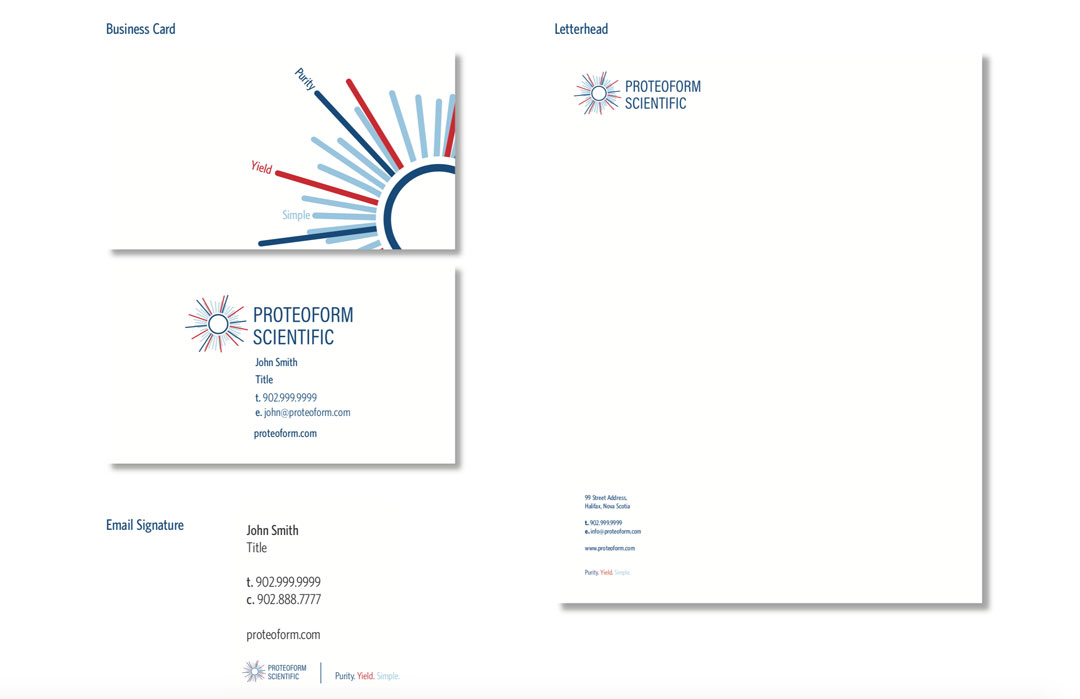 Business Card
Purity
Yield
Simple
PROTEOFORM
SCIENTIFIC
John Smith
Title
t. 902.999.9999
e. john@proteoform.com
proteoform.com
Email Signature
John Smith
Title
t. 902.999.9999
c. 902.888.7777
proteoform.com
PROTEOFORM
SCIENTIFIC
Purity. Yield. Simple.
Letterhead
PROTEOFORM
SCIENTIFIC
99 Street Address,
Halifax, Nova Scotia
t. 902.999.9999
e. info@proteoform.com
www.proteoform.com
Purity. Yield. Simple.